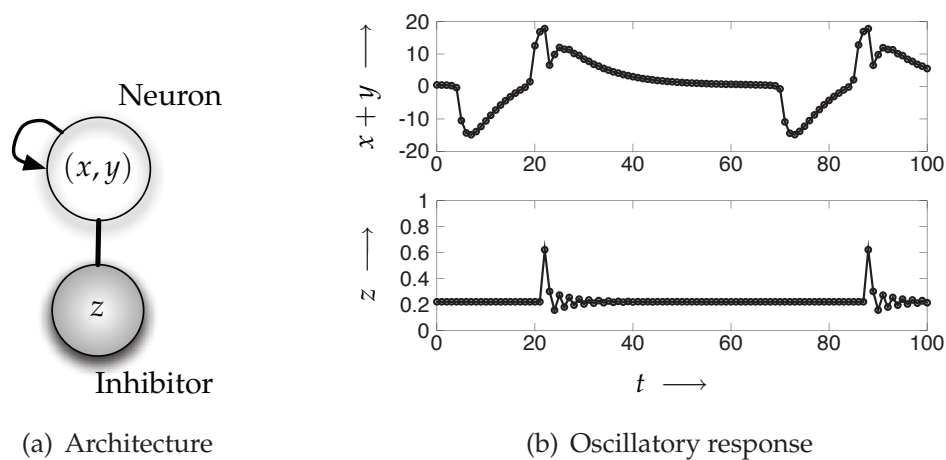 Neuron
(x, y)
z
Inhibitor
(a) Architecture
x + y ⟶
20
10
0
-10
-20
0 20 40 60 80 100
z ⟶
1
0.8
0.6
0.4
0.2
0
0 20 40 60 80 100
t ⟶
(b) Oscillatory response